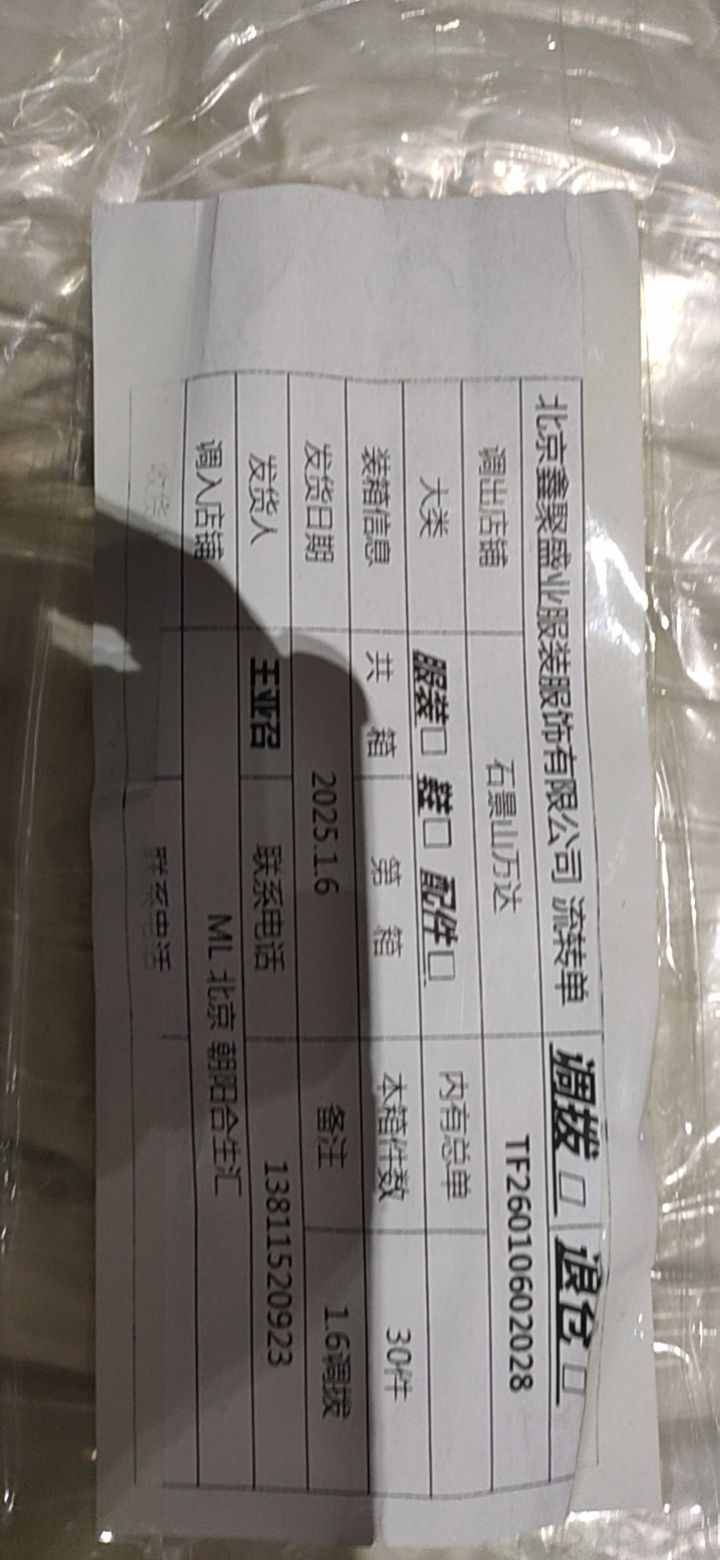 北京鑫聚盛业服装服饰有限公司 流转单 调拨□ 退仓□
调出店铺 石景山万达 TF26010602028
大类 服装□ 鞋□ 配件□ 内有总单
装箱信息 共 箱 第 箱 本箱件数 30件
发货日期 2025.1.6 备注 1.6调拨
发货人 王亚召 联系电话 13811520923
调入店铺 ML 北京 朝阳合生汇
收货 联系电话